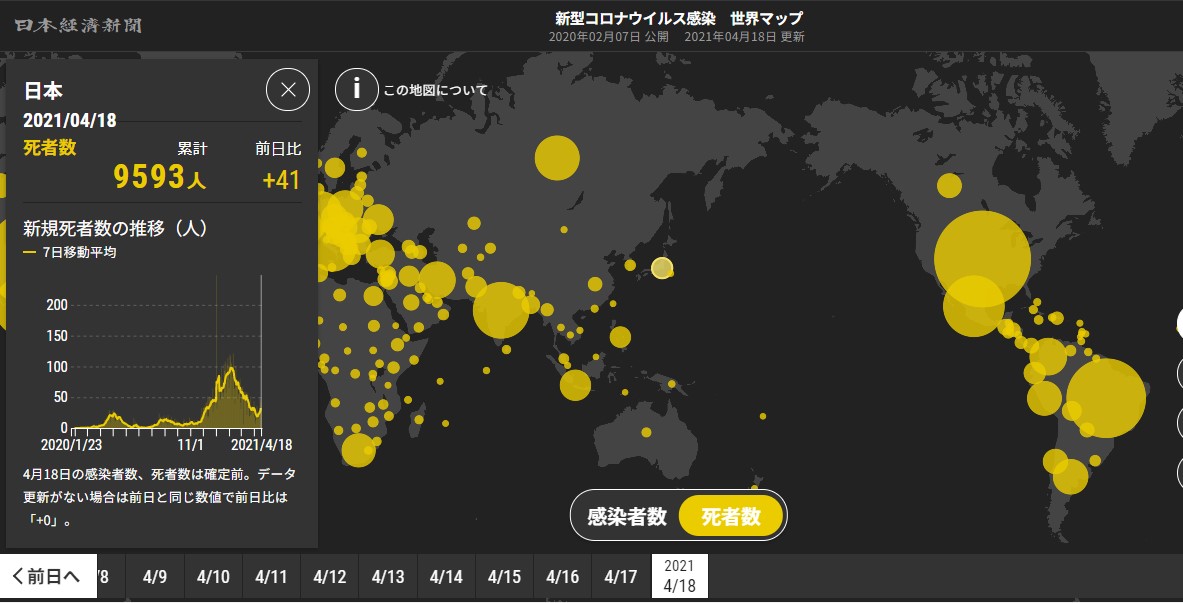 日本経済新聞
新型コロナウイルス感染 世界マップ
2020年02月07日 公開 2021年04月18日 更新
日本
i この地図について
2021/04/18
死者数 累計 前日比
9593人 +41
新規死者数の推移（人）
7日移動平均
200
150
100
50
0
2020/1/23 11/1 2021/4/18
4月18日の感染者数、死者数は確定前。データ
更新がない場合は前日と同じ数値で前日比は
「+0」。
感染者数 死者数
前日へ /8 4/9 4/10 4/11 4/12 4/13 4/14 4/15 4/16 4/17 2021
4/18